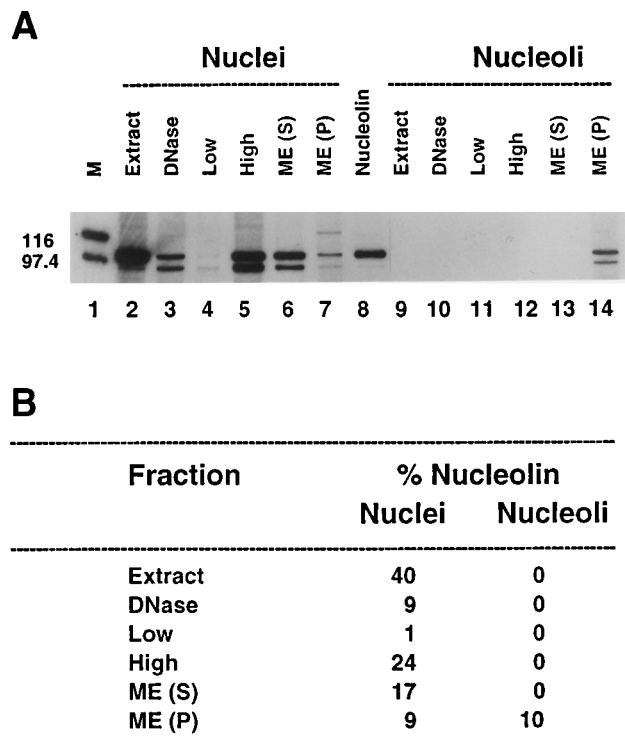 A
Nuclei Nucleoli
M Extract DNase Low High ME (S) ME (P) Nucleolin Extract DNase Low High ME (S) ME (P)
116
97.4
1 2 3 4 5 6 7 8 9 10 11 12 13 14
B
Fraction % Nucleolin
Nuclei Nucleoli
Extract 40 0
DNase 9 0
Low 1 0
High 24 0
ME (S) 17 0
ME (P) 9 10